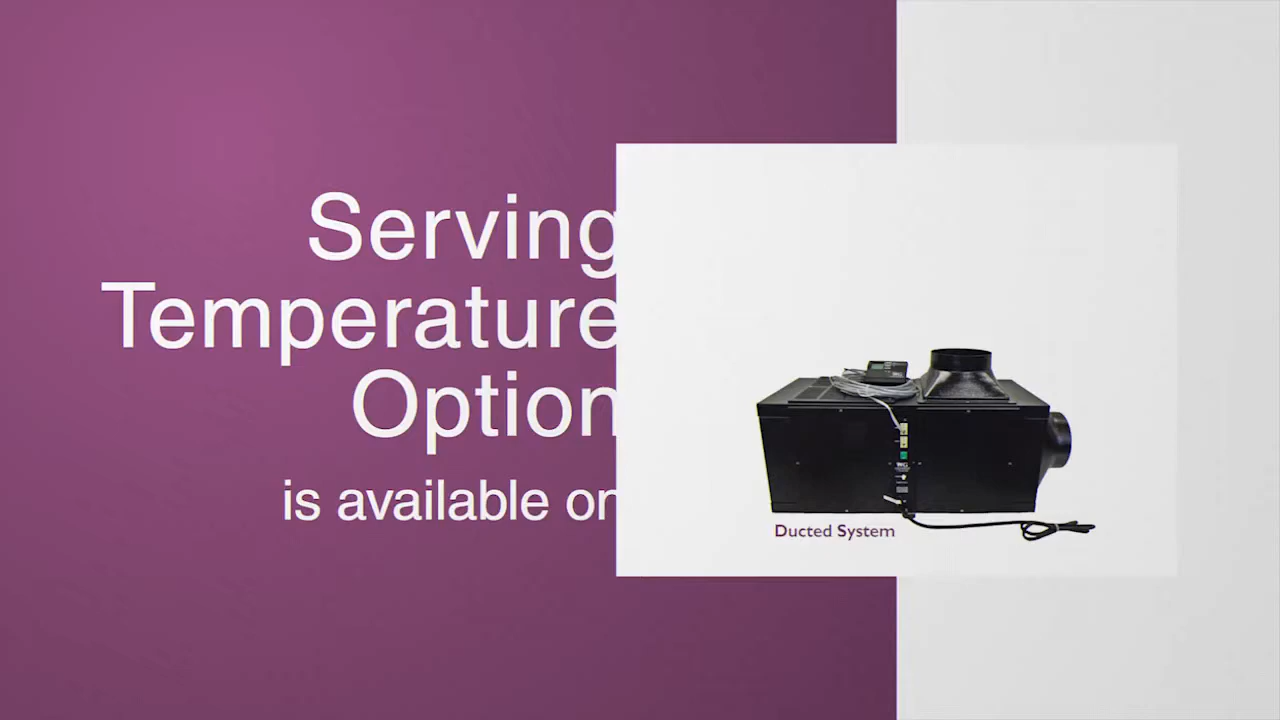 Serving
Temperature
Option
is available on
Ducted System